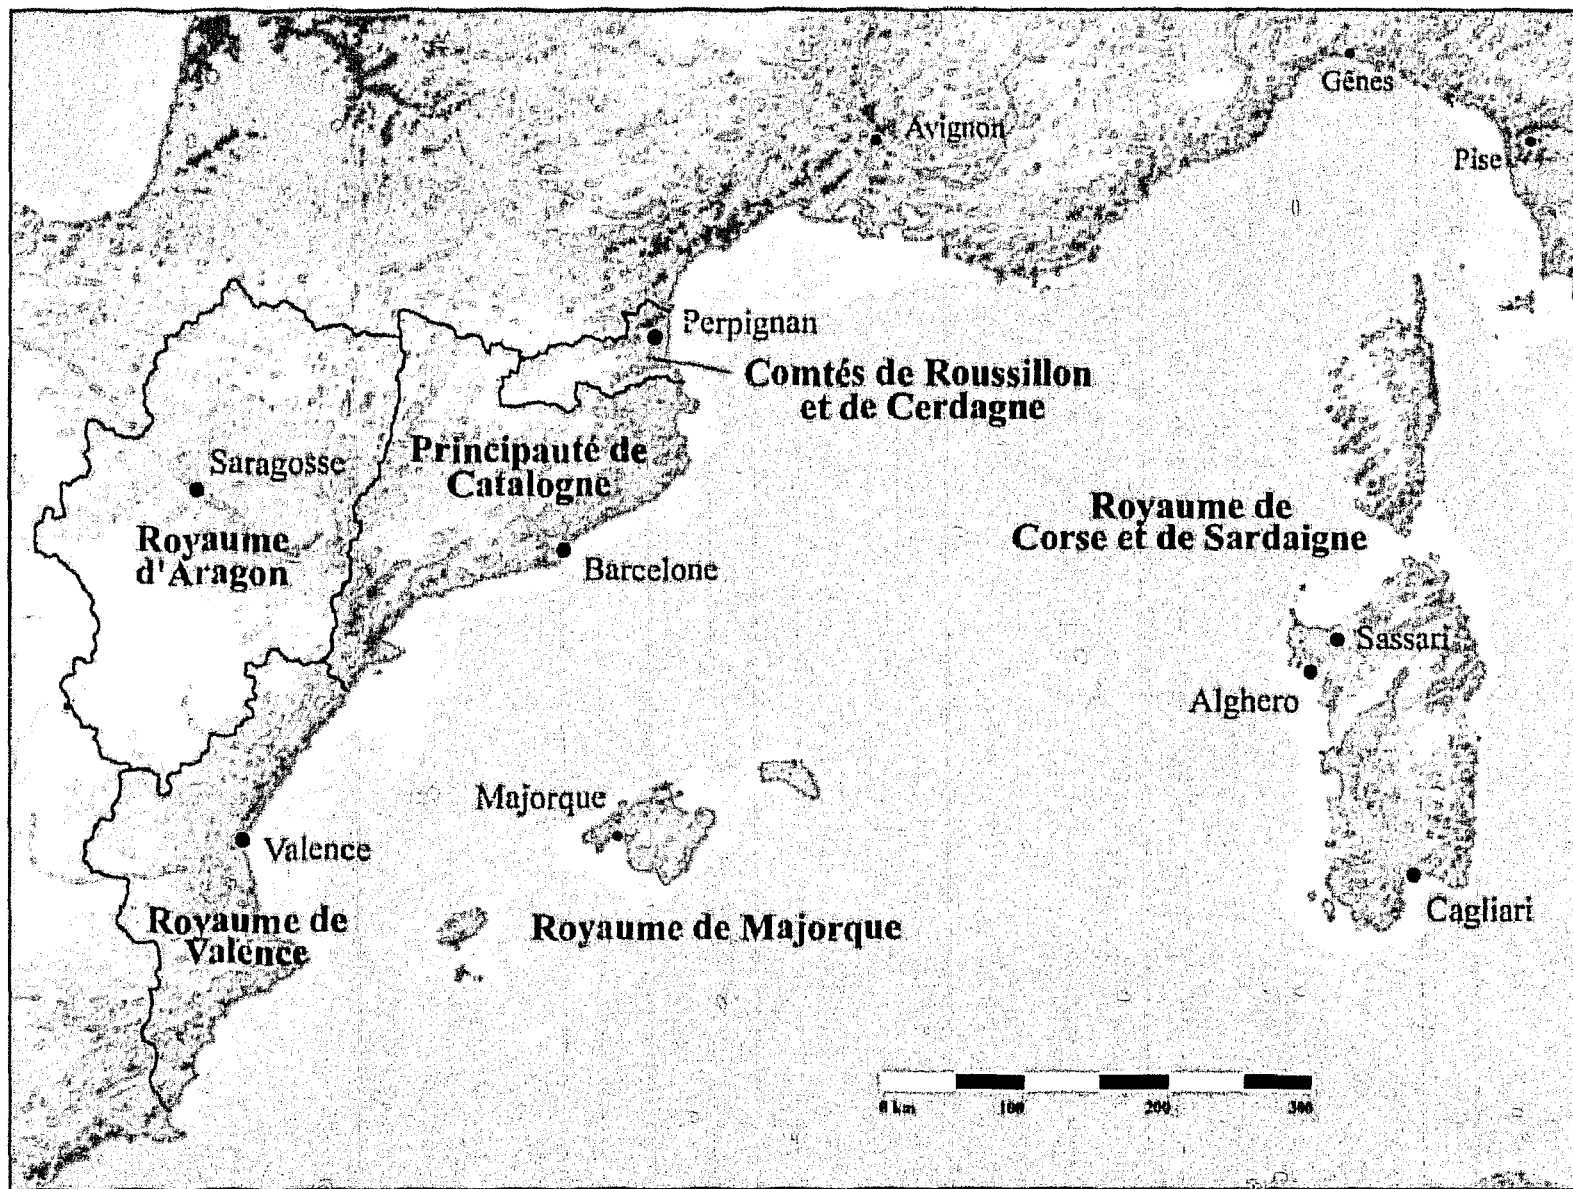 Gênes
Avignon
Pise
Perpignan
Comtés de Roussillon
et de Cerdagne
Saragosse
Principauté de
Catalogne
Royaume de
Corse et de Sardaigne
Royaume
d'Aragon
Barcelone
Sassari
Alghero
Majorque
Valence
Cagliari
Royaume de
Valence
Royaume de Majorque
0 km 100 200 300